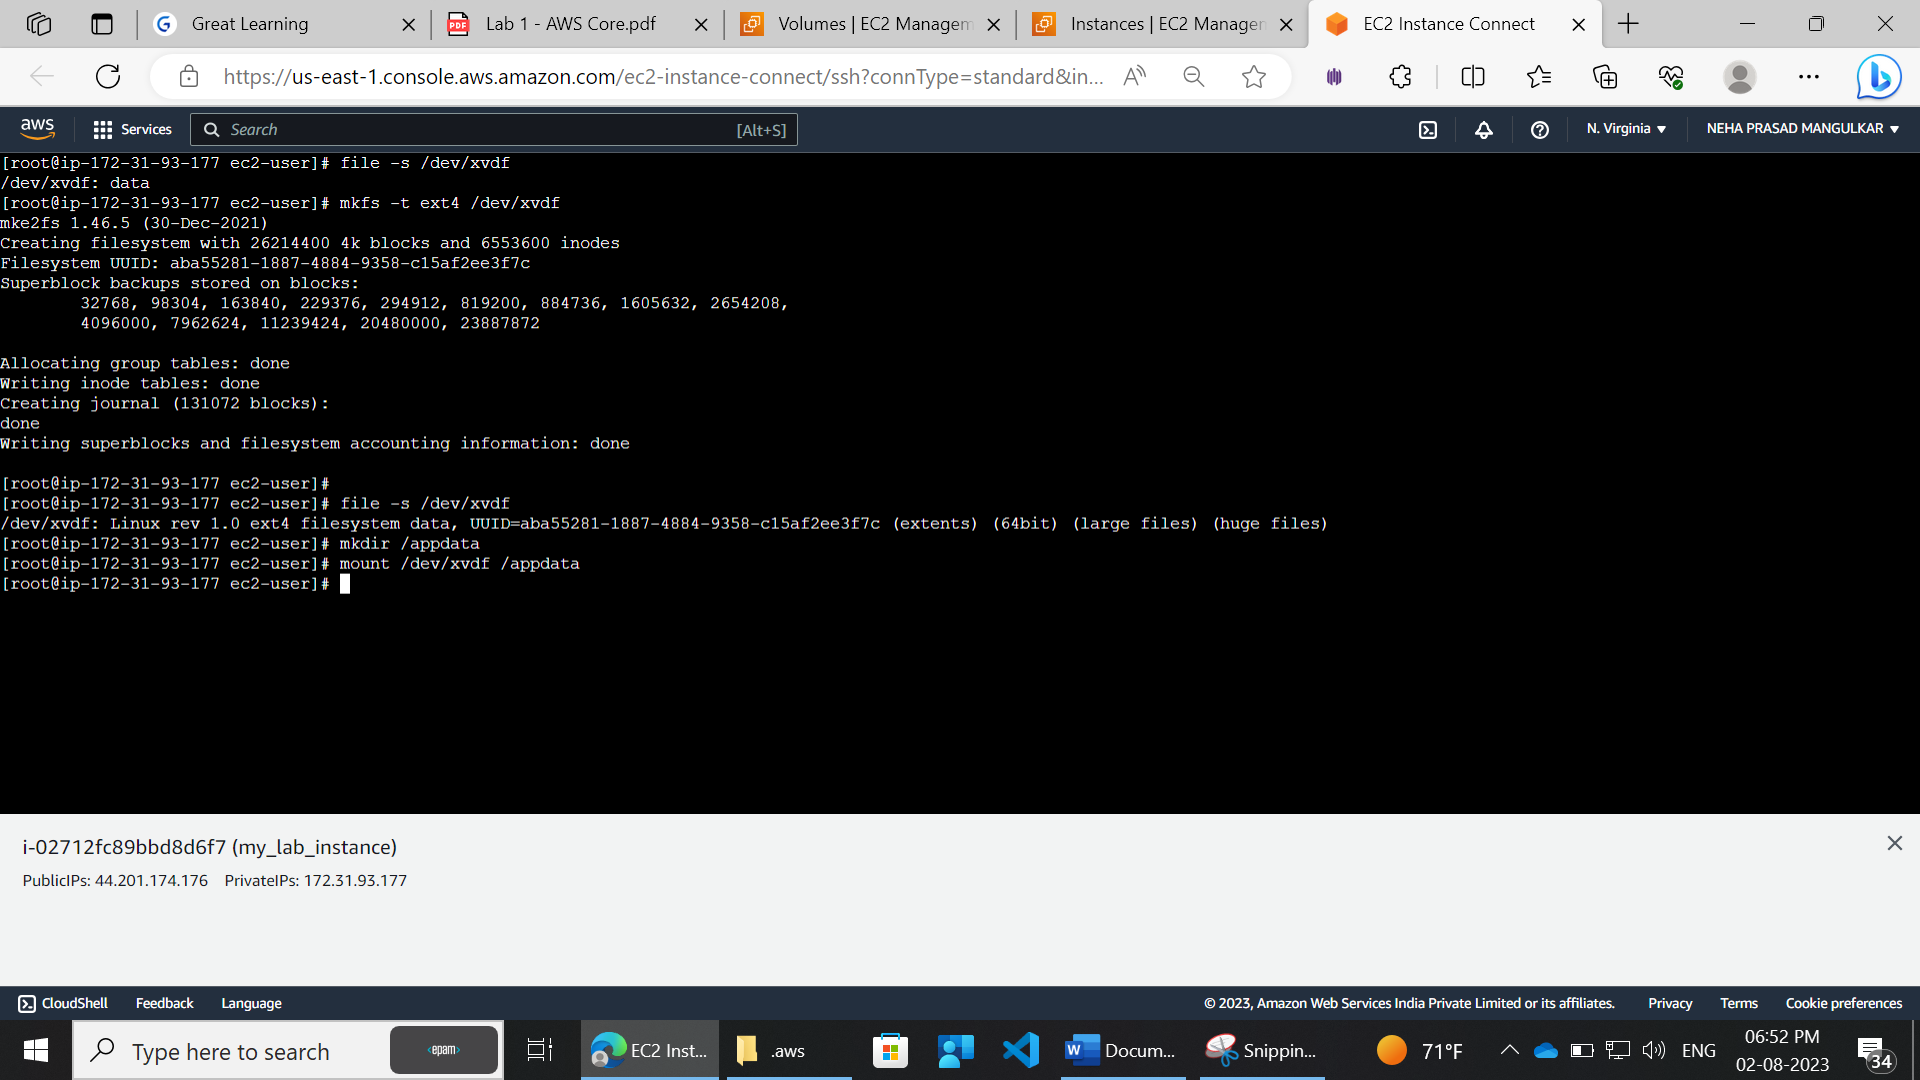 Great Learning
PDF
Lab 1 - AWS Core.pdf
Volumes | EC2 Managem
Instances | EC2 Managen
EC2 Instance Connect
https://us-east-1.console.aws.amazon.com/ec2-instance-connect/ssh?connType=standard&in...
aws
Services
Search
[Alt+S]
N. Virginia
NEHA PRASAD MANGULKAR
[root@ip-172-31-93-177 ec2-user]# file -s /dev/xvdf
/dev/xvdf: data
[root@ip-172-31-93-177 ec2-user]# mkfs -t ext4 /dev/xvdf
mke2fs 1.46.5 (30-Dec-2021)
Creating filesystem with 26214400 4k blocks and 6553600 inodes
Filesystem UUID: aba55281-1887-4884-9358-c15af2ee3f7c
Superblock backups stored on blocks:
32768, 98304, 163840, 229376, 294912, 819200, 884736, 1605632, 2654208,
4096000, 7962624, 11239424, 20480000, 23887872
Allocating group tables: done
Writing inode tables: done
Creating journal (131072 blocks):
done
Writing superblocks and filesystem accounting information: done
[root@ip-172-31-93-177 ec2-user]#
[root@ip-172-31-93-177 ec2-user]# file -s /dev/xvdf
/dev/xvdf: Linux rev 1.0 ext4 filesystem data, UUID=aba55281-1887-4884-9358-c15af2ee3f7c (extents) (64bit) (large files) (huge files)
[root@ip-172-31-93-177 ec2-user]# mkdir /appdata
[root@ip-172-31-93-177 ec2-user]# mount /dev/xvdf /appdata
[root@ip-172-31-93-177 ec2-user]#
i-02712fc89bbd8d6f7 (my_lab_instance)
PublicIPs: 44.201.174.176 PrivateIPs: 172.31.93.177
CloudShell
Feedback
Language
© 2023, Amazon Web Services India Private Limited or its affiliates.
Privacy
Terms
Cookie preferences
Type here to search
<epam>
EC2 Inst...
.aws
Docum...
Snippin...
71°F
ENG
06:52 PM
02-08-2023
34